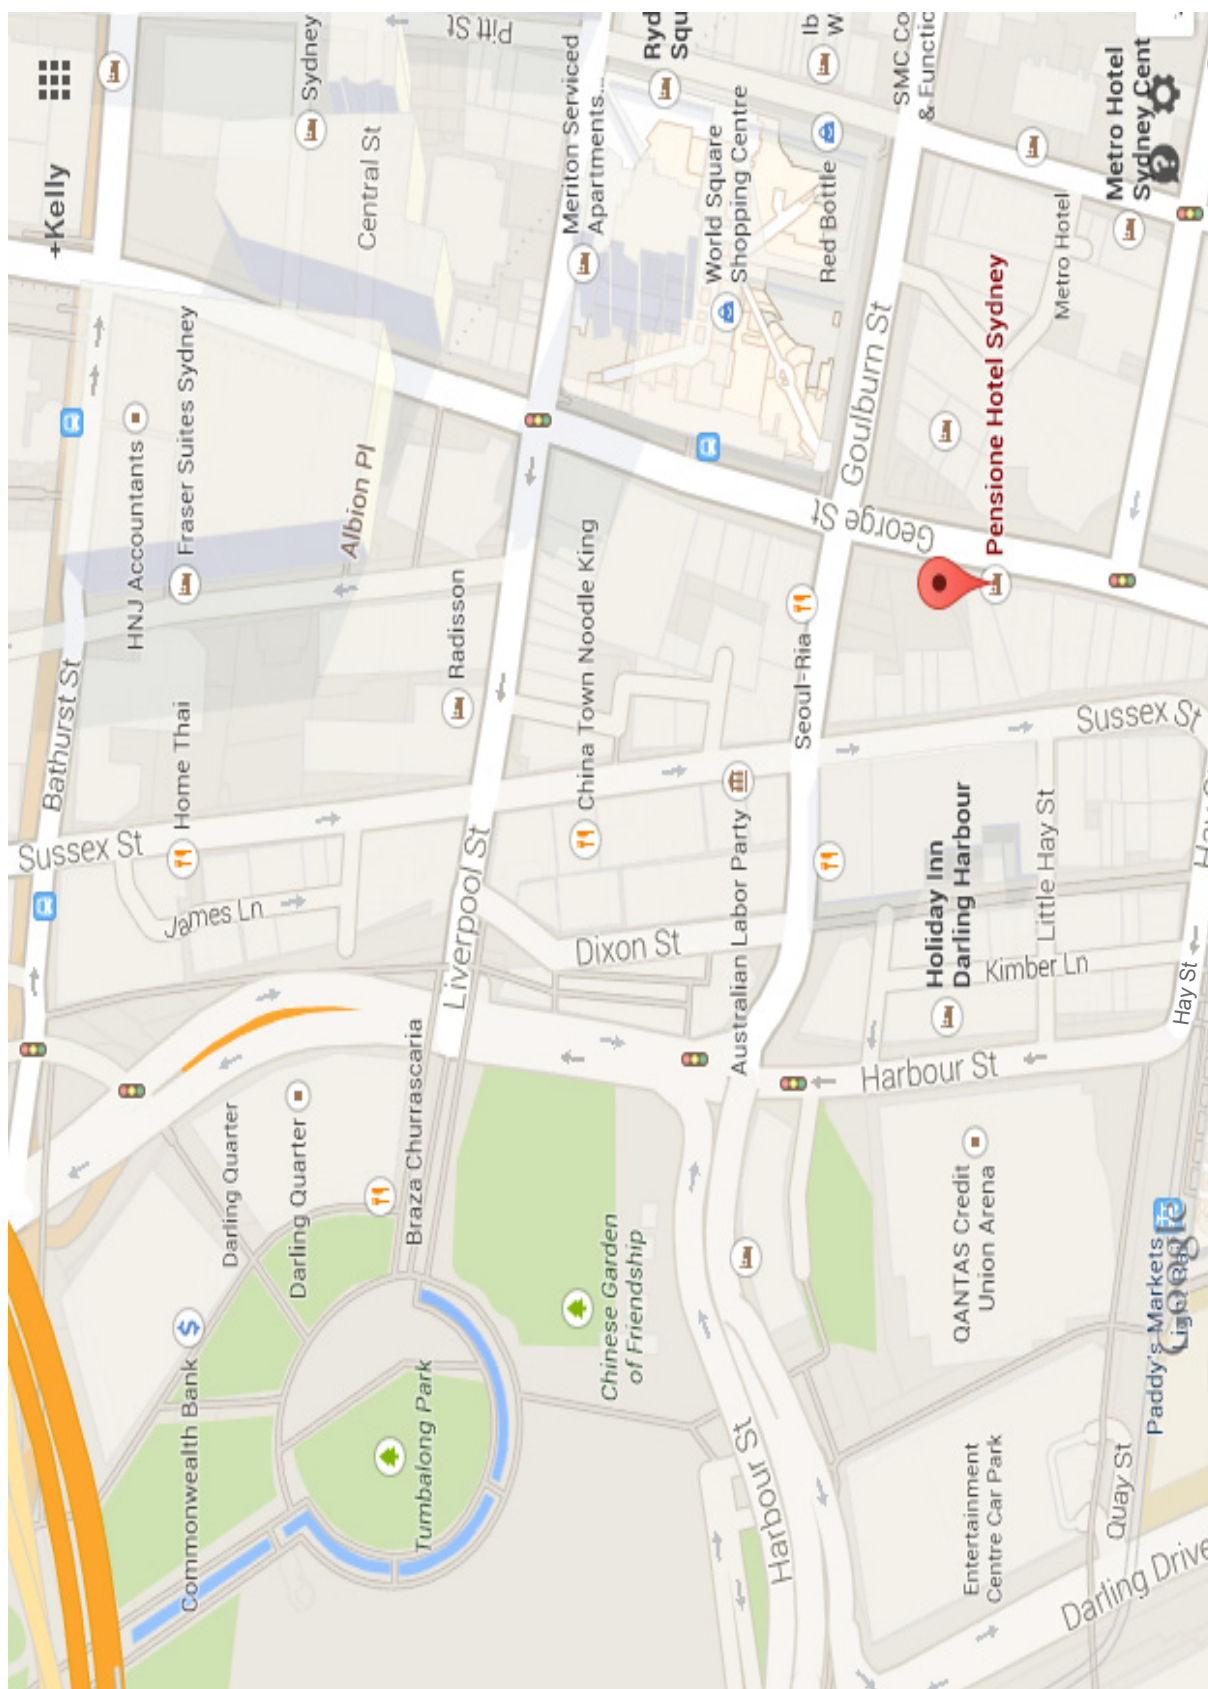 +Kelly
Pitt St
Sydney
Central St
Meriton Serviced
Apartments...
Ryd
Squ
Ib
W
SMC Co
& Functic
Metro Hotel
Sydney Cent
World Square
Shopping Centre
Red Bottle
Metro Hotel
Goulburn St
Pensione Hotel Sydney
George St
Fraser Suites Sydney
HNJ Accountants
Albion Pl
Bathurst St
Home Thai
Radisson
China Town Noodle King
Seoul-Ria
Sussex St
Sussex St
James Ln
Liverpool St
Dixon St
Australian Labor Party
Holiday Inn
Darling Harbour
Little Hay St
Kimber Ln
Hay St
Harbour St
Darling Quarter
Darling Quarter
Braza Churrascaria
Chinese Garden
of Friendship
Tumbalong Park
Commonwealth Bank
QANTAS Credit
Union Arena
Paddy's Markets
Google
Harbour St
Entertainment
Centre Car Park
Quay St
Darling Drive